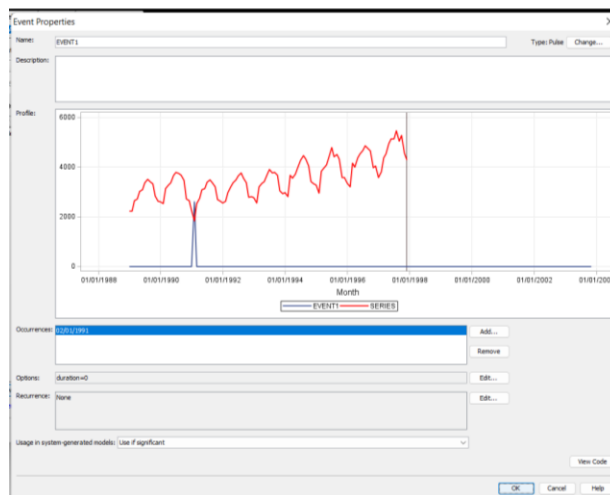 Event Properties
Name: EVENT1 Type: Pulse Change...
Description:
Profile:
6000
4000
2000
0
01/01/1988 01/01/1990 01/01/1992 01/01/1994 01/01/1996 01/01/1998 01/01/2000 01/01/2002
Month
EVENT1 SERIES
Occurrences: 02/01/1991 Add...
Remove
Options: duration=0 Edit...
Recurrence: None Edit...
Usage in system-generated models: Use if significant
View Code
OK Cancel Help